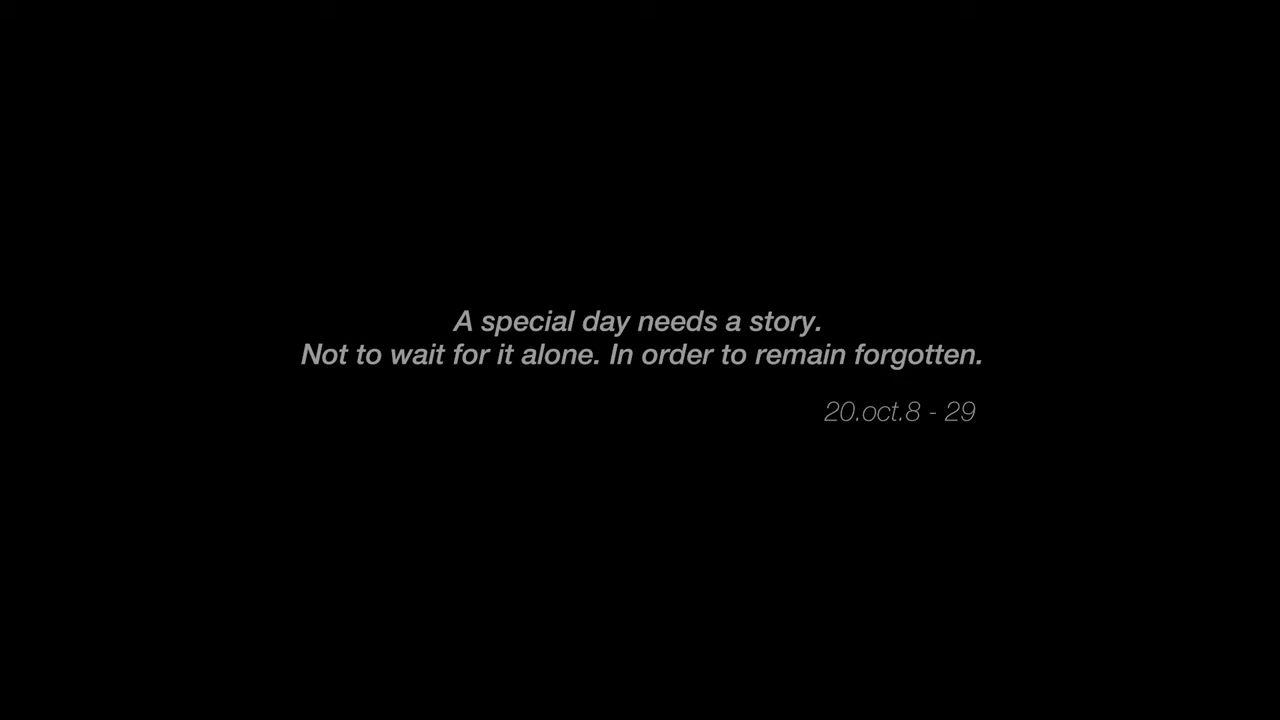 A special day needs a story.
Not to wait for it alone. In order to remain forgotten.
20.oct.8 - 29